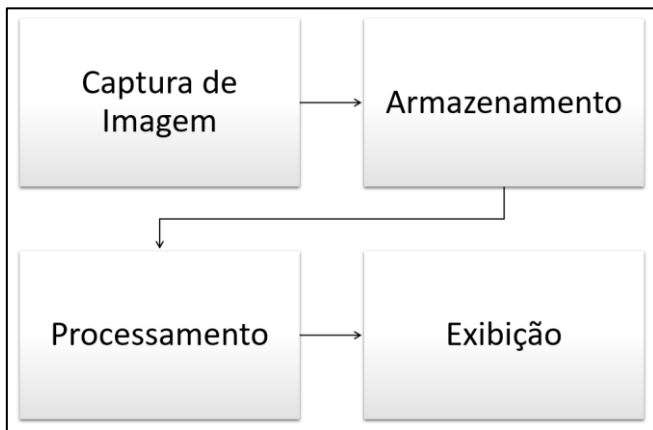 Captura de
Imagem
Armazenamento
Processamento
Exibição